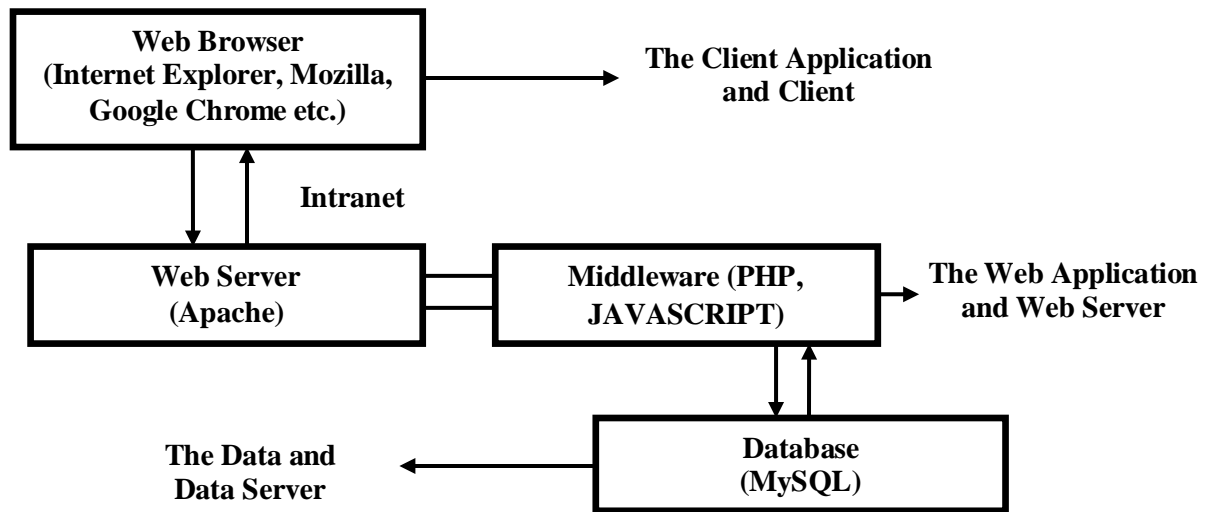 Web Browser
(Internet Explorer, Mozilla,
Google Chrome etc.)
The Client Application
and Client
Intranet
Web Server
(Apache)
Middleware (PHP,
JAVASCRIPT)
The Web Application
and Web Server
Database
(MySQL)
The Data and
Data Server